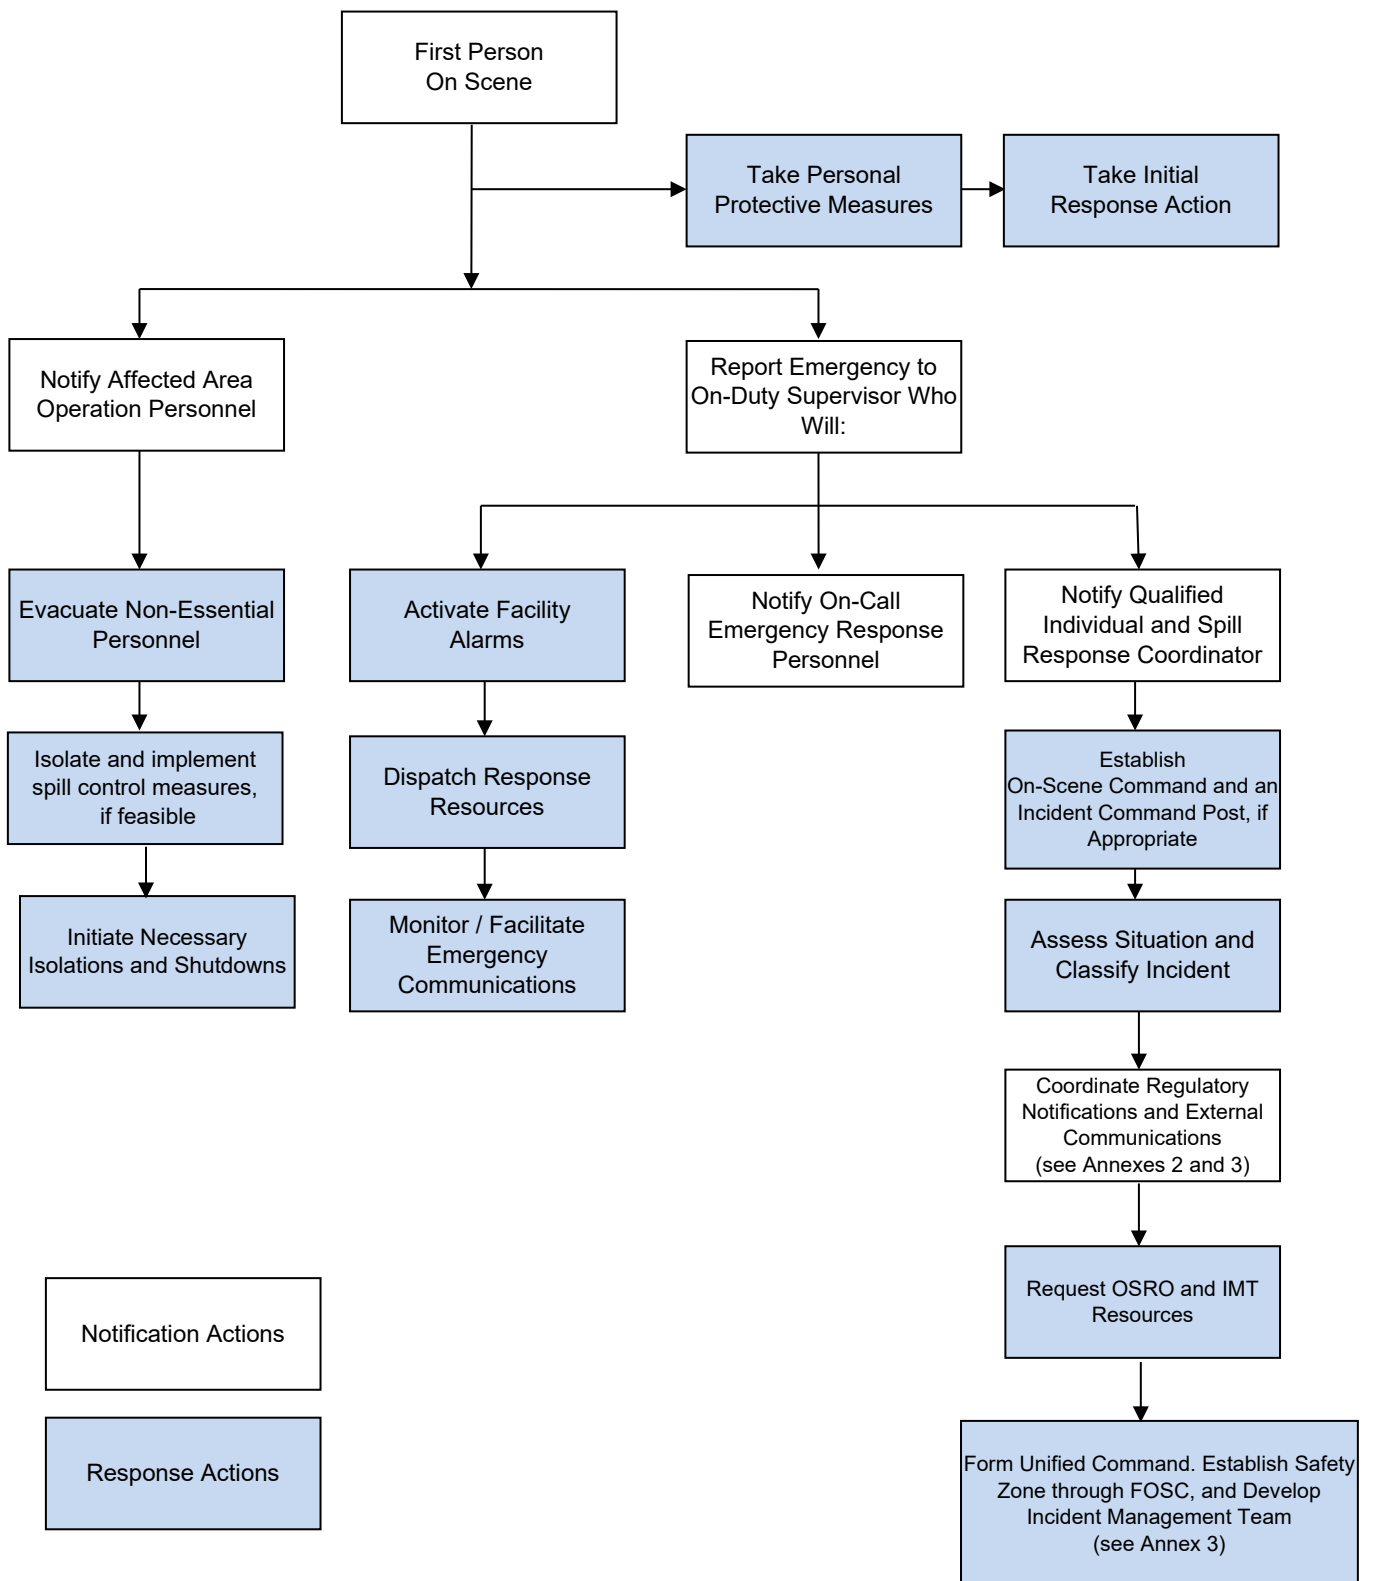 First Person
On Scene
Take Personal
Protective Measures
Take Initial
Response Action
Notify Affected Area
Operation Personnel
Report Emergency to
On-Duty Supervisor Who
Will:
Evacuate Non-Essential
Personnel
Activate Facility
Alarms
Notify On-Call
Emergency Response
Personnel
Notify Qualified
Individual and Spill
Response Coordinator
Isolate and implement
spill control measures,
if feasible
Dispatch Response
Resources
Establish
On-Scene Command and an
Incident Command Post, if
Appropriate
Initiate Necessary
Isolations and Shutdowns
Monitor / Facilitate
Emergency
Communications
Assess Situation and
Classify Incident
Coordinate Regulatory
Notifications and External
Communications
(see Annexes 2 and 3)
Request OSRO and IMT
Resources
Form Unified Command. Establish Safety
Zone through FOSC, and Develop
Incident Management Team
(see Annex 3)
Notification Actions
Response Actions